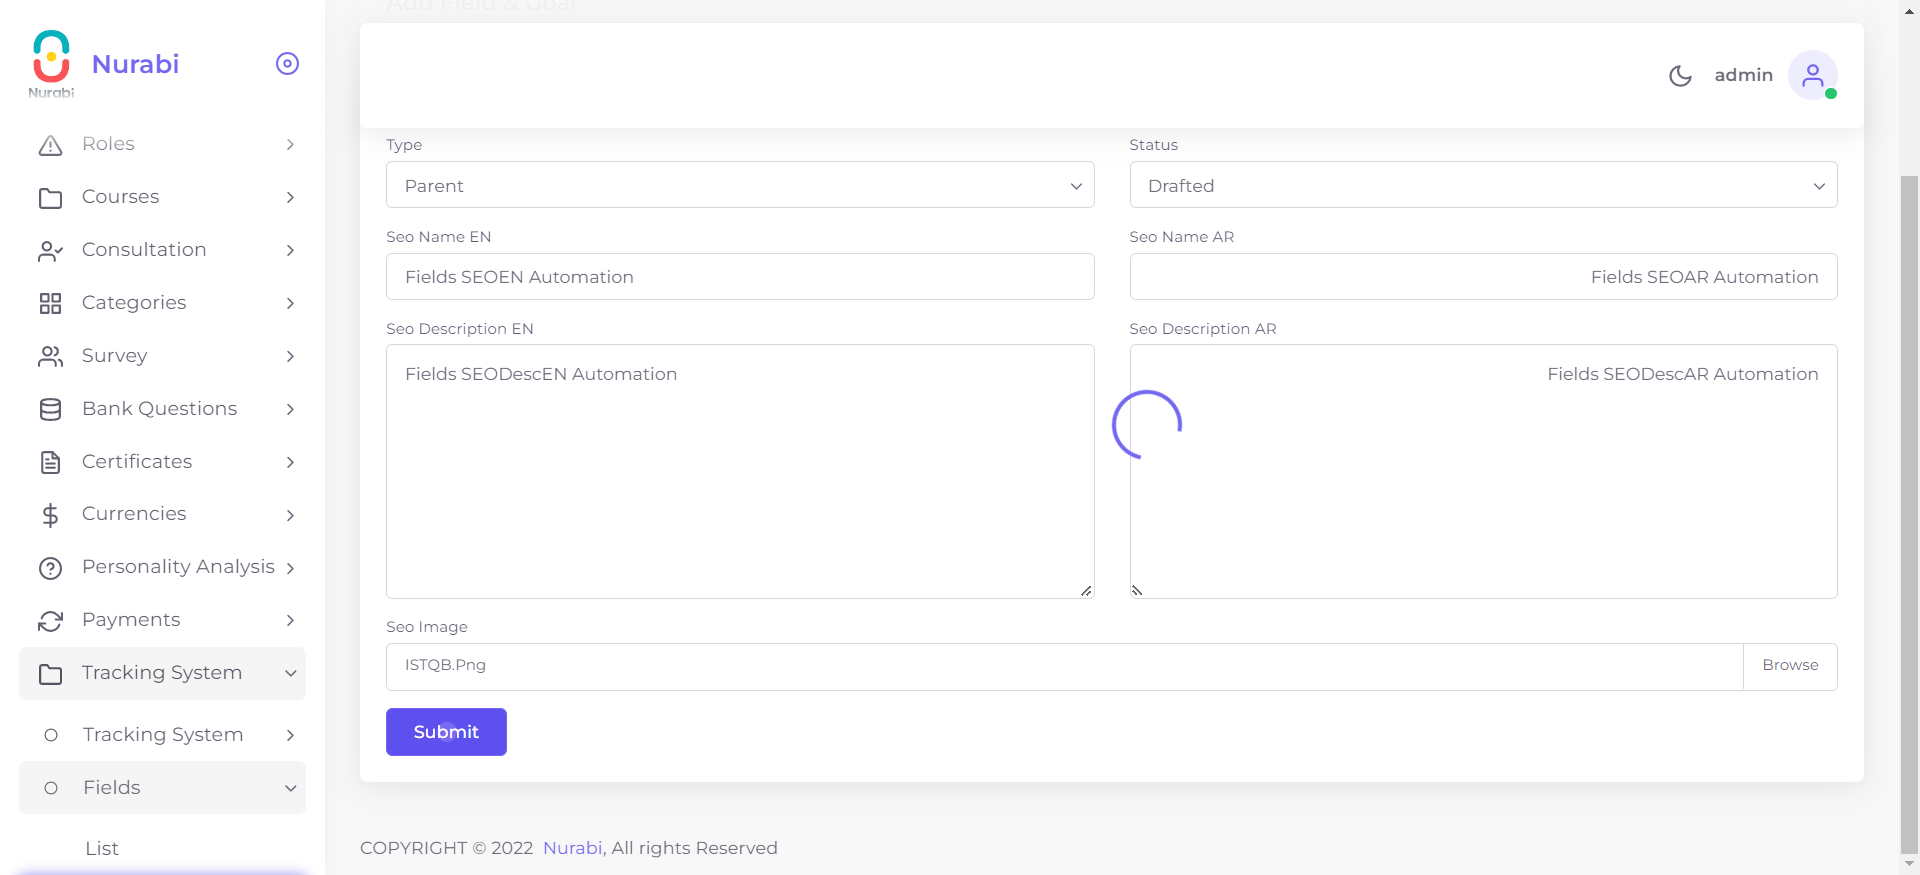 Nurabi
Nurabi
Roles
Courses
Consultation
Categories
Survey
Bank Questions
Certificates
Currencies
Personality Analysis
Payments
Tracking System
Tracking System
Fields
List
Add Field & Goal
admin
Type
Status
Parent
Drafted
Seo Name EN
Seo Name AR
Fields SEOEN Automation
Fields SEOAR Automation
Seo Description EN
Seo Description AR
Fields SEODescEN Automation
Fields SEODescAR Automation
Seo Image
ISTQB.Png
Browse
Submit
COPYRIGHT © 2022 Nurabi, All rights Reserved